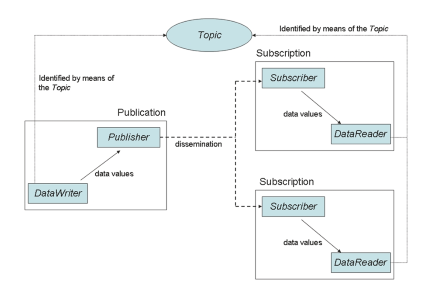 Topic
Identified by means of the Topic
Identified by means of
the Topic
Subscription
Subscriber
data values
DataReader
Publication
Publisher
dissemination
data values
DataWriter
Subscription
Subscriber
data values
DataReader